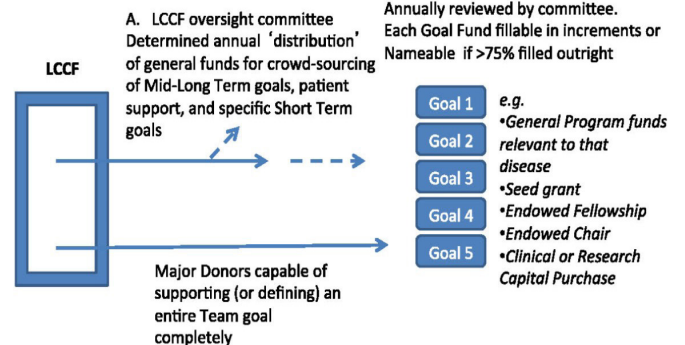 A. LCCF oversight committee
Determined annual ‘distribution’
of general funds for crowd-sourcing
of Mid-Long Term goals, patient
support, and specific Short Term
goals
Annually reviewed by committee.
Each Goal Fund fillable in increments or
Nameable if >75% filled outright
LCCF
Goal 1
Goal 2
Goal 3
Goal 4
Goal 5
e.g.
•General Program funds
relevant to that
disease
•Seed grant
•Endowed Fellowship
•Endowed Chair
•Clinical or Research
Capital Purchase
Major Donors capable of
supporting (or defining) an
entire Team goal
completely